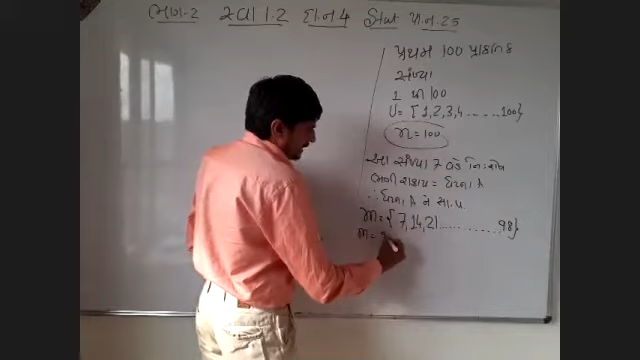 ભાગ-2 સ્વા 1.2 દા.નં 4 Stat પા.નં. 25
પ્રથમ 100 પ્રાકૃતિક
સંખ્યા
1 થી 100
U= {1,2,3,4 ......100}
n = 100
આ સંખ્યા 7 વડે નિઃશેષ
ભાગી શકાય = ઘટના A
∴ ઘટના A ને સા.પ.
m = {7,14,21...........98}
m =